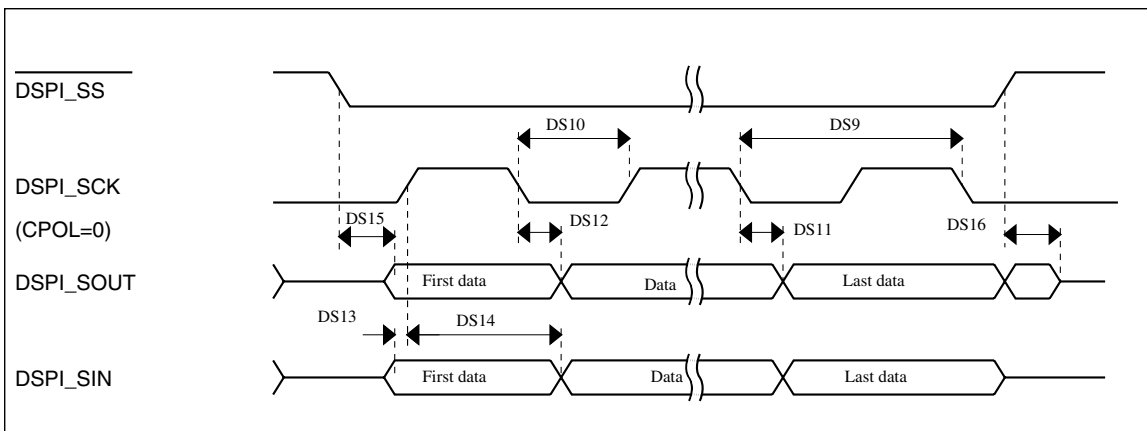 DSPI_SS
DS10
DS9
DSPI_SCK
DS15
DS12
DS11
DS16
(CPOL=0)
DSPI_SOUT
First data
Data
Last data
DS13
DS14
DSPI_SIN
First data
Data
Last data